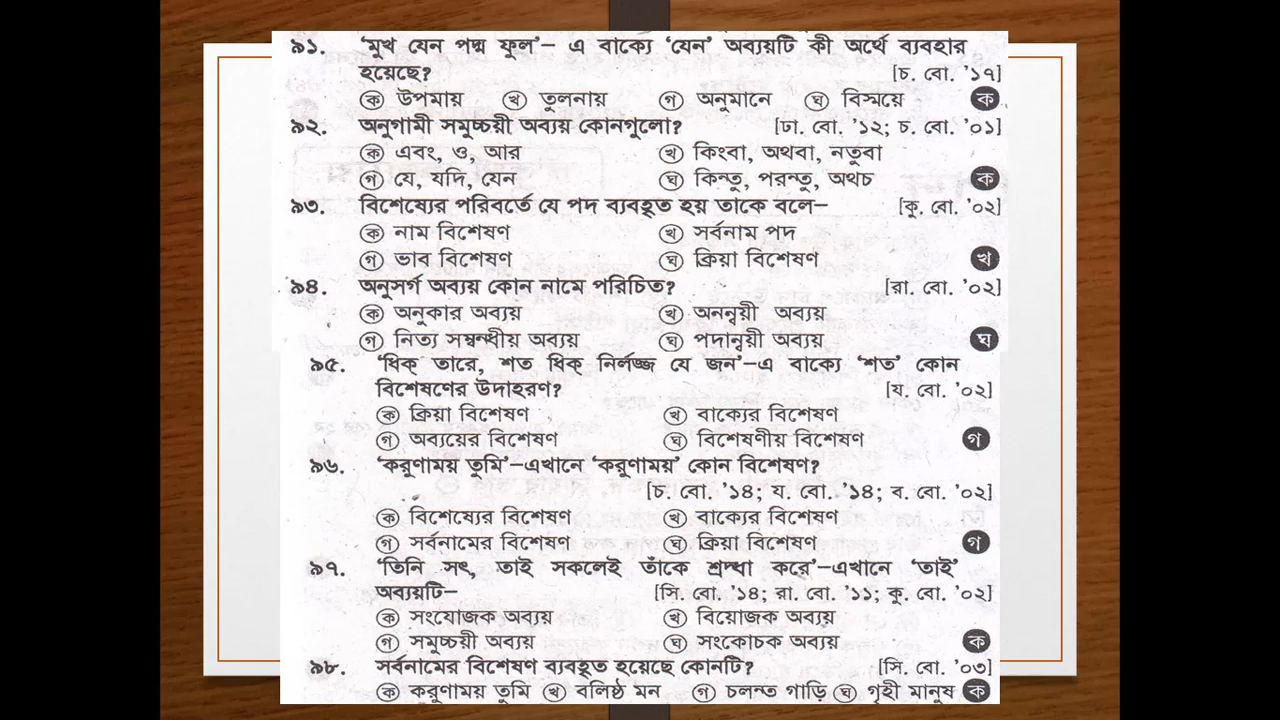 ৯১. ‘মুখ যেন পদ্ম ফুল’– এ বাক্যে ‘যেন’ অব্যয়টি কী অর্থে ব্যবহার
হয়েছে? [চ. বো. ’১৭]
ক উপমায় খ তুলনায় গ অনুমানে ঘ বিস্ময়ে ক
৯২. অনুগামী সমুচ্চয়ী অব্যয় কোনগুলো? [ঢা. বো. ’১২; চ. বো. ’০১]
ক এবং, ও, আর খ কিংবা, অথবা, নতুবা
গ যে, যদি, যেন ঘ কিন্তু, পরন্তু, অথচ ক
৯৩. বিশেষ্যের পরিবর্তে যে পদ ব্যবহৃত হয় তাকে বলে– [কু. বো. ’০২]
ক নাম বিশেষণ খ সর্বনাম পদ
গ ভাব বিশেষণ ঘ ক্রিয়া বিশেষণ খ
৯৪. অনুসর্গ অব্যয় কোন নামে পরিচিত? [রা. বো. ’০২]
ক অনুকার অব্যয় খ অনন্বয়ী অব্যয়
গ নিত্য সম্বন্ধীয় অব্যয় ঘ পদান্বয়ী অব্যয় ঘ
৯৫. ‘ধিক্ তারে, শত ধিক্ নির্লজ্জ যে জন’–এ বাক্যে ‘শত’ কোন
বিশেষণের উদাহরণ? [য. বো. ’০২]
ক ক্রিয়া বিশেষণ খ বাক্যের বিশেষণ
গ অব্যয়ের বিশেষণ ঘ বিশেষণীয় বিশেষণ গ
৯৬. ‘করুণাময় তুমি’–এখানে ‘করুণাময়’ কোন বিশেষণ?
[চ. বো. ’১৪; য. বো. ’১৪; ব. বো. ’০২]
ক বিশেষ্যের বিশেষণ খ বাক্যের বিশেষণ
গ সর্বনামের বিশেষণ ঘ ক্রিয়া বিশেষণ গ
৯৭. ‘তিনি সৎ, তাই সকলেই তাঁকে শ্রদ্ধা করে’–এখানে ‘তাই’
অব্যয়টি– [সি. বো. ’১৪; রা. বো. ’১১; কু. বো. ’০২]
ক সংযোজক অব্যয় খ বিয়োজক অব্যয়
গ সমুচ্চয়ী অব্যয় ঘ সংকোচক অব্যয় ক
৯৮. সর্বনামের বিশেষণ ব্যবহৃত হয়েছে কোনটি? [সি. বো. ’০৩]
ক করুণাময় তুমি খ বলিষ্ঠ মন গ চলন্ত গাড়ি ঘ গৃহী মানুষ ক